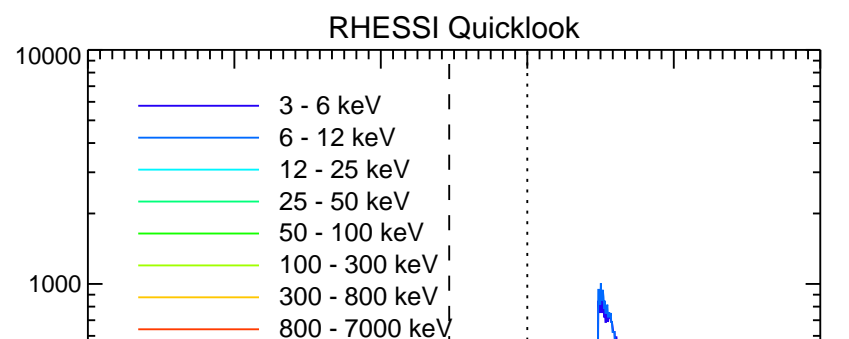 RHESSI Quicklook
10000
3 - 6 keV
6 - 12 keV
12 - 25 keV
25 - 50 keV
50 - 100 keV
100 - 300 keV
1000
300 - 800 keV
800 - 7000 keV